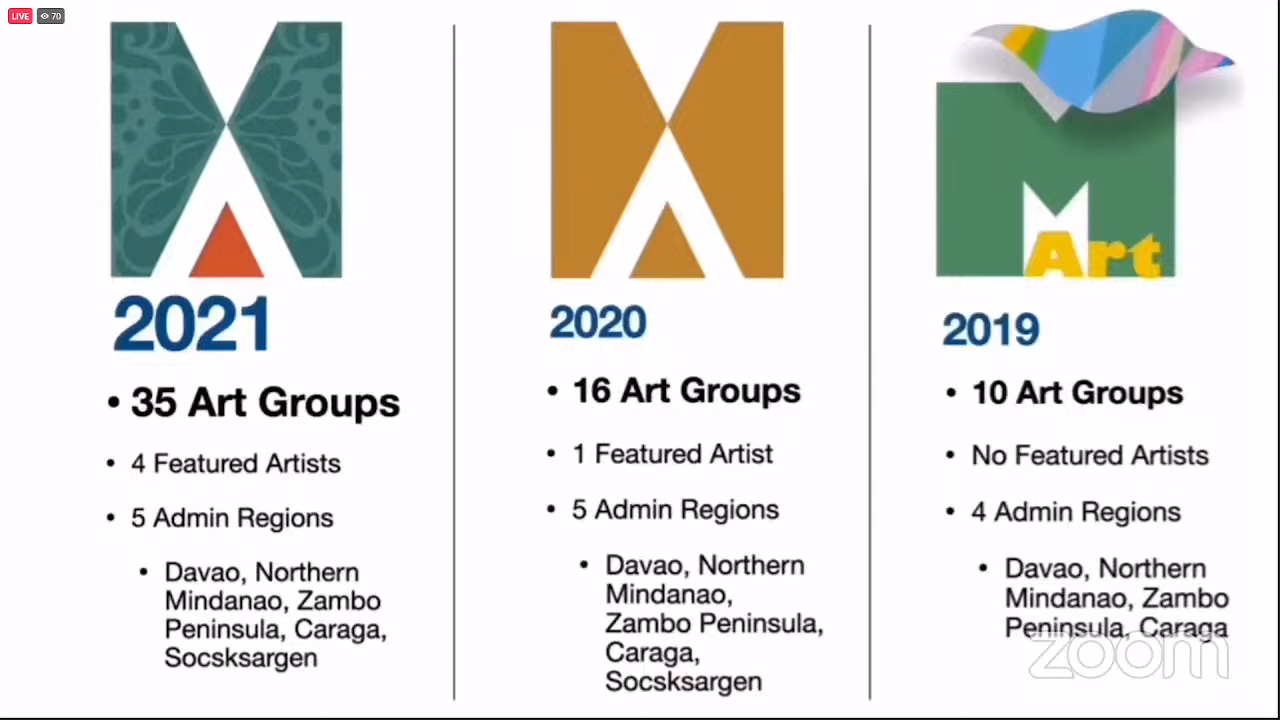 LIVE 70
2021
• 35 Art Groups
• 4 Featured Artists
• 5 Admin Regions
• Davao, Northern
Mindanao, Zambo
Peninsula, Caraga,
Socsksargen
2020
• 16 Art Groups
• 1 Featured Artist
• 5 Admin Regions
• Davao, Northern
Mindanao,
Zambo Peninsula,
Caraga,
Socsksargen
M
Art
2019
• 10 Art Groups
• No Featured Artists
• 4 Admin Regions
• Davao, Northern
Mindanao, Zambo
Peninsula, Caraga
zoom